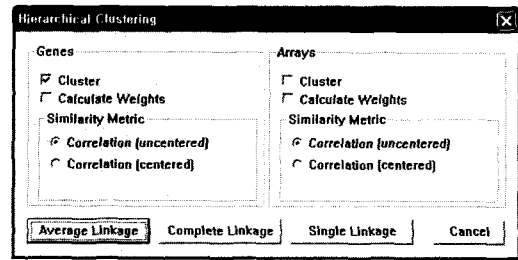 Hierarchical Clustering
Genes
Cluster
Calculate Weights
Similarity Metric
Correlation (uncentered)
Correlation (centered)
Arrays
Cluster
Calculate Weights
Similarity Metric
Correlation (uncentered)
Correlation (centered)
Average Linkage Complete Linkage Single Linkage Cancel